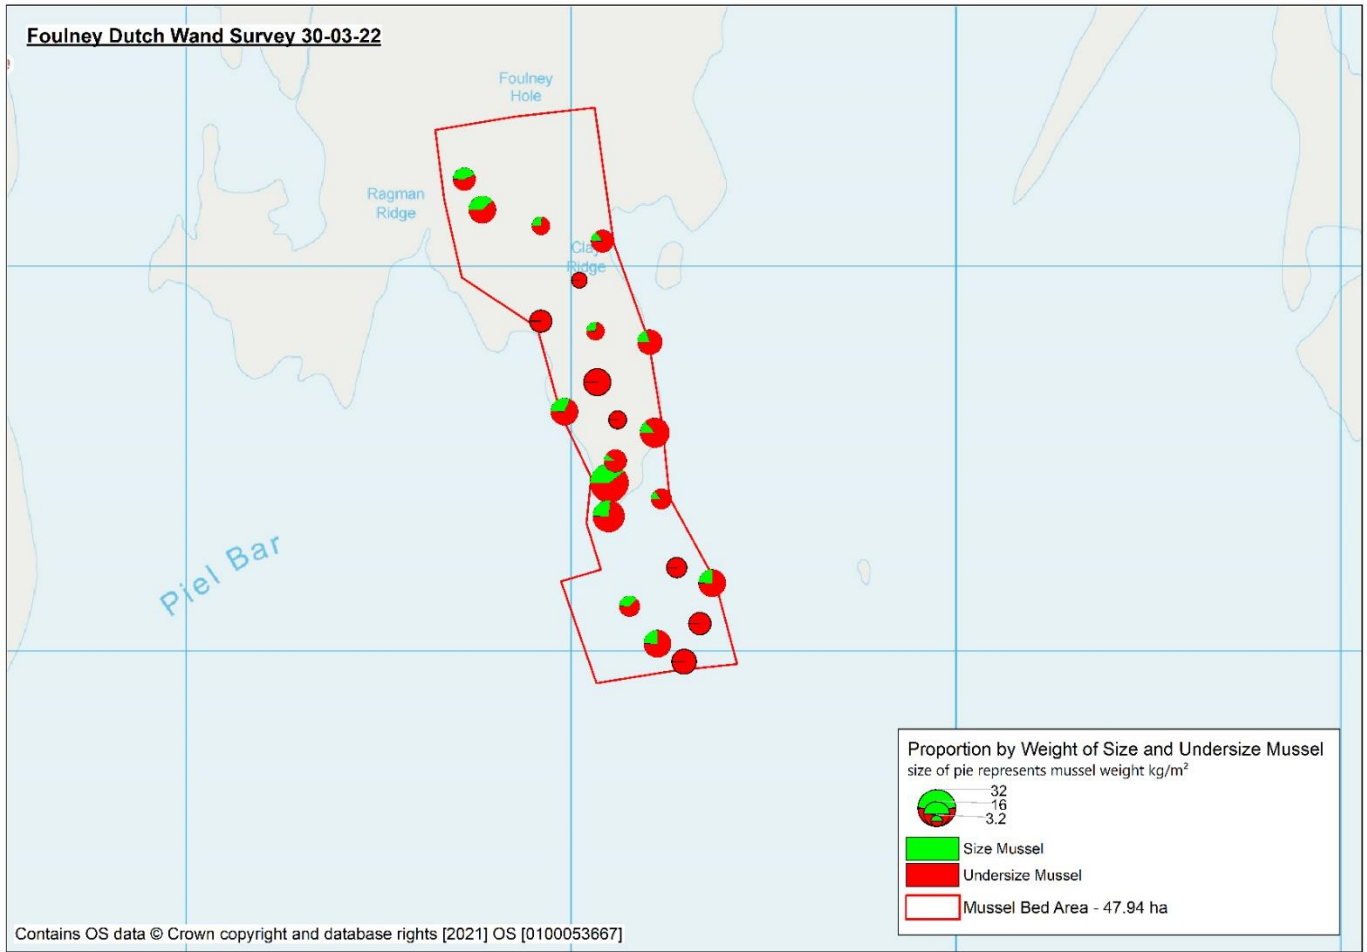 Foulney Dutch Wand Survey 30-03-22
Foulney
Hole
Ragman
Ridge
Clay
Ridge
Piel Bar
Proportion by Weight of Size and Undersize Mussel
size of pie represents mussel weight kg/m²
32
16
3.2
Size Mussel
Undersize Mussel
Mussel Bed Area - 47.94 ha
Contains OS data © Crown copyright and database rights [2021] OS [0100053667]